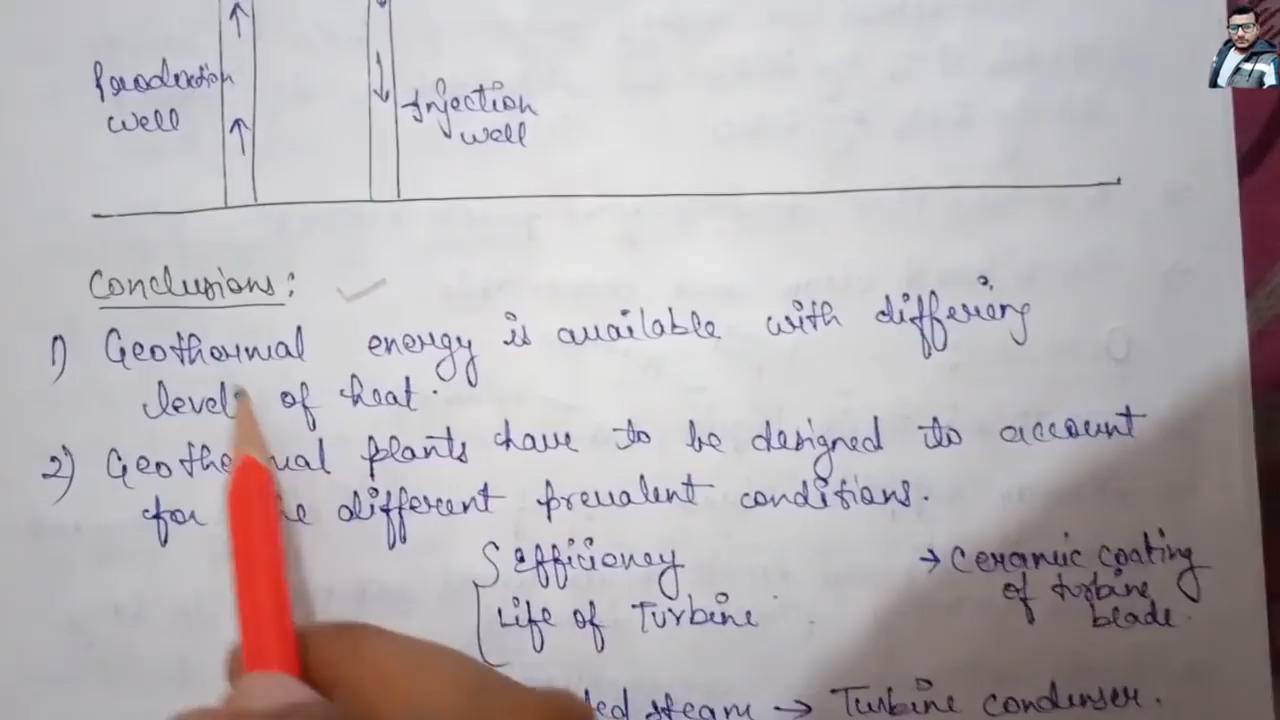 Production
well
Injection
well
Conclusions:
1) Geothermal energy is available with differing
levels of heat.
2) Geothermal plants have to be designed to account
for different prevalent conditions.
Efficiency
Life of Turbine
→ Ceramic coating
of turbine
blade.
steam → Turbine condenser.